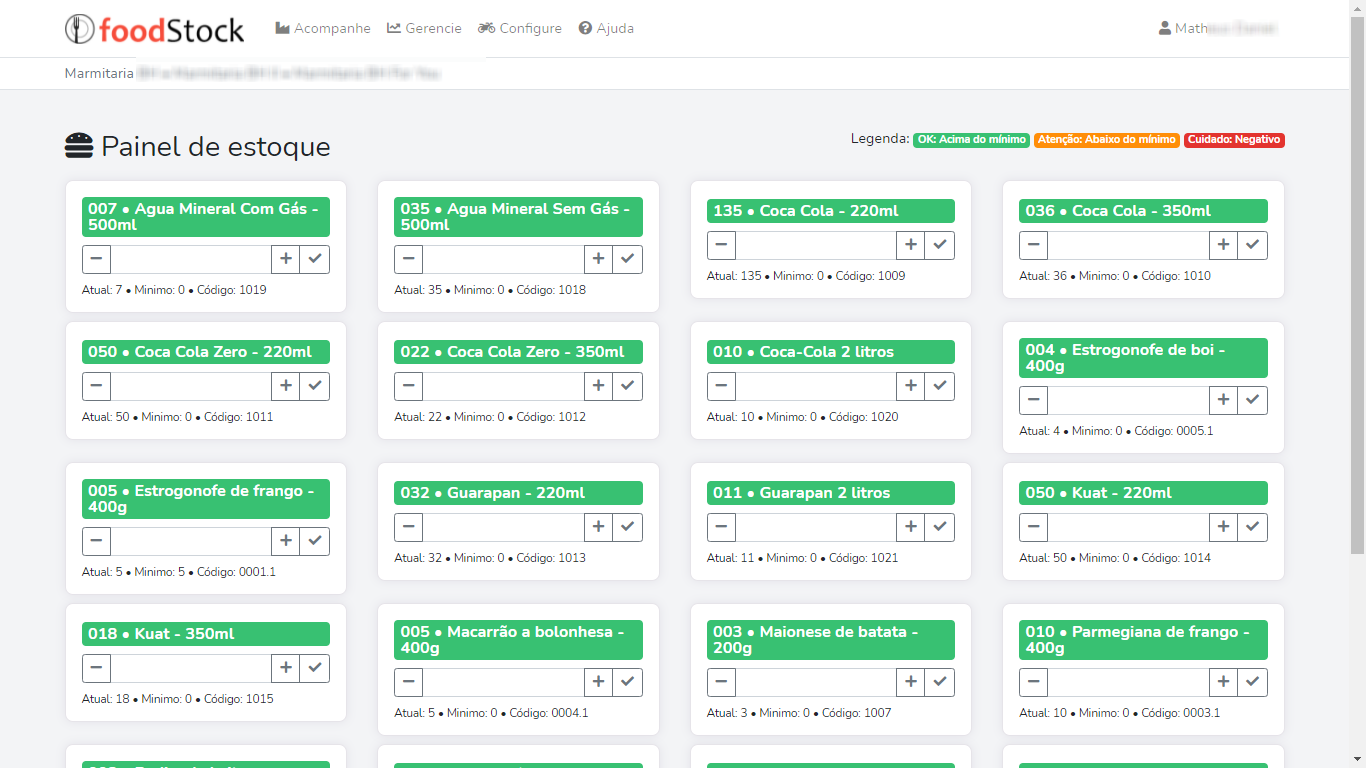 foodStock
Acompanhe
Gerencie
Configure
Ajuda
Math
Marmitaria
Painel de estoque
Legenda: OK: Acima do mínimo Atenção: Abaixo do mínimo Cuidado: Negativo
007 • Agua Mineral Com Gás -
500ml
Atual: 7 • Minimo: 0 • Código: 1019
035 • Agua Mineral Sem Gás -
500ml
Atual: 35 • Minimo: 0 • Código: 1018
135 • Coca Cola - 220ml
Atual: 135 • Minimo: 0 • Código: 1009
036 • Coca Cola - 350ml
Atual: 36 • Minimo: 0 • Código: 1010
050 • Coca Cola Zero - 220ml
Atual: 50 • Minimo: 0 • Código: 1011
022 • Coca Cola Zero - 350ml
Atual: 22 • Minimo: 0 • Código: 1012
010 • Coca-Cola 2 litros
Atual: 10 • Minimo: 0 • Código: 1020
004 • Estrogonofe de boi -
400g
Atual: 4 • Minimo: 0 • Código: 0005.1
005 • Estrogonofe de frango -
400g
Atual: 5 • Minimo: 5 • Código: 0001.1
032 • Guarapan - 220ml
Atual: 32 • Minimo: 0 • Código: 1013
011 • Guarapan 2 litros
Atual: 11 • Minimo: 0 • Código: 1021
050 • Kuat - 220ml
Atual: 50 • Minimo: 0 • Código: 1014
018 • Kuat - 350ml
Atual: 18 • Minimo: 0 • Código: 1015
005 • Macarrão a bolonhesa -
400g
Atual: 5 • Minimo: 0 • Código: 0004.1
003 • Maionese de batata -
200g
Atual: 3 • Minimo: 0 • Código: 1007
010 • Parmegiana de frango -
400g
Atual: 10 • Minimo: 0 • Código: 0003.1